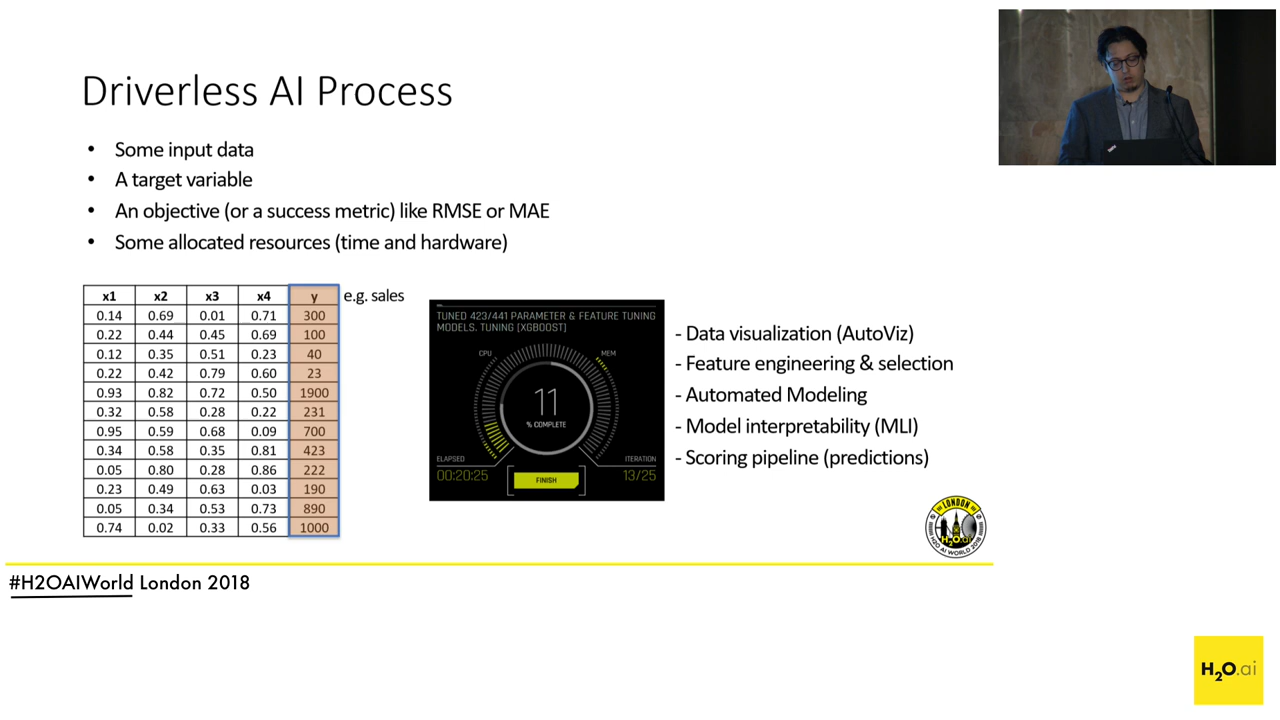 Driverless AI Process
• Some input data
• A target variable
• An objective (or a success metric) like RMSE or MAE
• Some allocated resources (time and hardware)
x1 x2 x3 x4 y e.g. sales
0.14 0.69 0.01 0.71 300
0.22 0.44 0.45 0.69 100
0.12 0.35 0.51 0.23 40
0.22 0.42 0.79 0.60 23
0.93 0.82 0.72 0.50 1900
0.32 0.58 0.28 0.22 231
0.95 0.59 0.68 0.09 700
0.34 0.58 0.35 0.81 423
0.05 0.80 0.28 0.86 222
0.23 0.49 0.63 0.03 190
0.05 0.34 0.53 0.73 890
0.74 0.02 0.33 0.56 1000
TUNED 423/441 PARAMETER & FEATURE TUNING
MODELS. TUNING [XGBOOST]
CPU MEM
11
% COMPLETE
ELAPSED ITERATION
00:20:25 FINISH 13/25
- Data visualization (AutoViz)
- Feature engineering & selection
- Automated Modeling
- Model interpretability (MLI)
- Scoring pipeline (predictions)
LONDON
H2O.ai
H2O AI WORLD 2018
#H2OAIWorld London 2018
H2O.ai